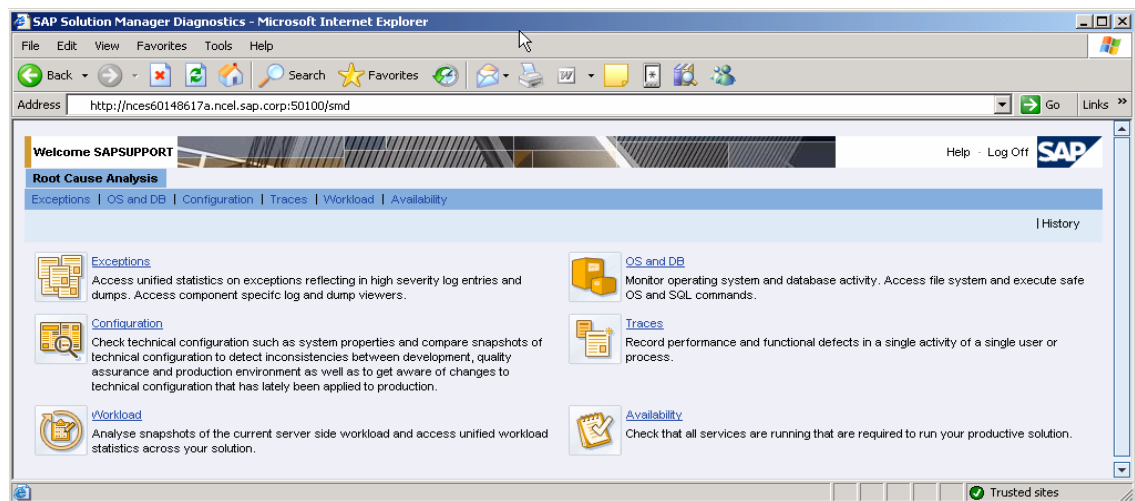 SAP Solution Manager Diagnostics - Microsoft Internet Explorer
File Edit View Favorites Tools Help
Back Search Favorites
Address http://nces60148617a.ncel.sap.corp:50100/smd Go Links »
Welcome SAPSUPPORT Help - Log Off SAP
Root Cause Analysis
Exceptions | OS and DB | Configuration | Traces | Workload | Availability
| History
Exceptions
Access unified statistics on exceptions reflecting in high severity log entries and
dumps. Access component specifc log and dump viewers.
OS and DB
Monitor operating system and database activity. Access file system and execute safe
OS and SQL commands.
Configuration
Check technical configuration such as system properties and compare snapshots of
technical configuration to detect inconsistencies between development, quality
assurance and production environment as well as to get aware of changes to
technical configuration that has lately been applied to production.
Traces
Record performance and functional defects in a single activity of a single user or
process.
Workload
Analyse snapshots of the current server side workload and access unified workload
statistics across your solution.
Availability
Check that all services are running that are required to run your productive solution.
Trusted sites